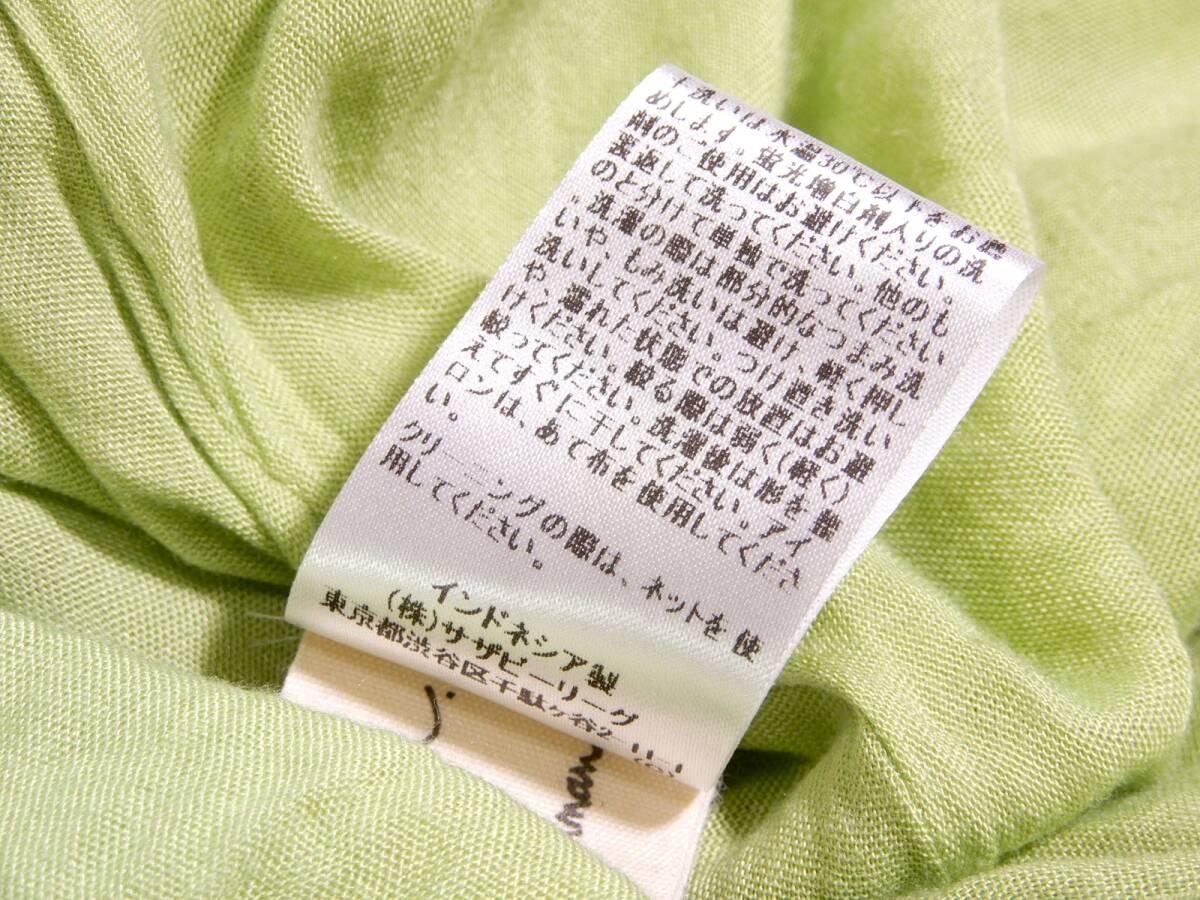 手洗いは水温30℃以下をお薦
めします。蛍光増白剤入りの洗
剤のご使用はお避けください。
裏返して洗ってください。他のも
のと分けて単独で洗ってください
。洗濯の際は部分的なつまみ洗
いや、もみ洗いは避け、軽く押し
洗いしてください。つけ置き洗い
や、濡れた状態での放置はお避
けください。絞る際は弱く(軽く)
絞ってください。洗濯後は形を整
えてすぐに干してください。アイ
ロンは、あて布を使用してくださ
い。
クリーニングの際は、ネットを使
用してください。
インドネシア製
(株)サザビーリーグ
東京都渋谷区千駄ヶ谷2-11-1